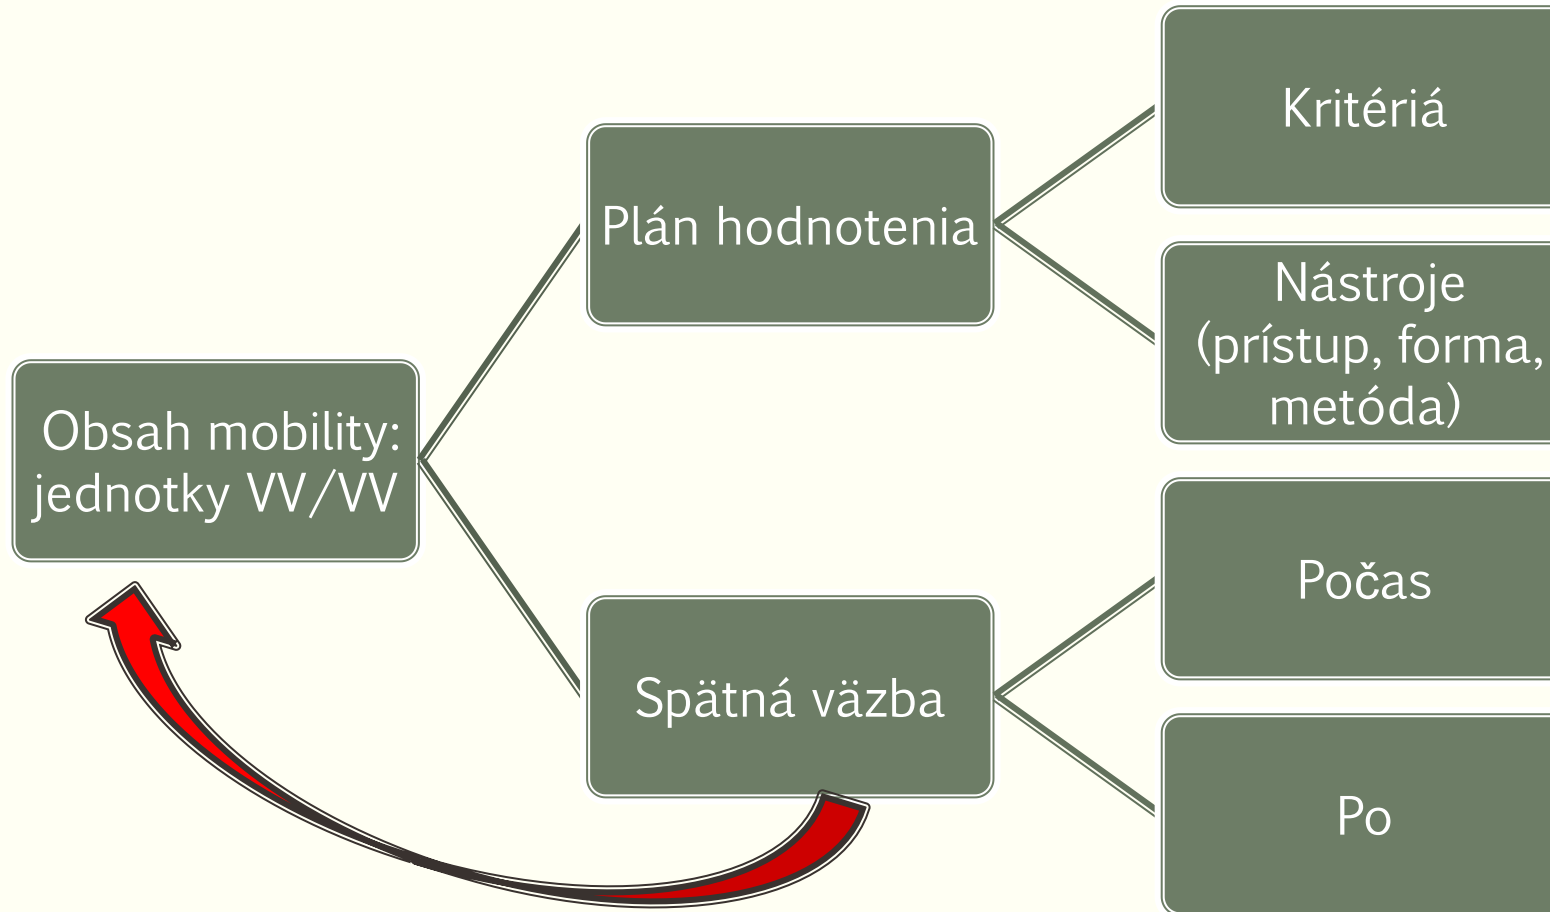 Obsah mobility:
jednotky VV/VV
Plán hodnotenia
Kritériá
Nástroje
(prístup, forma,
metóda)
Spätná väzba
Počas
Po